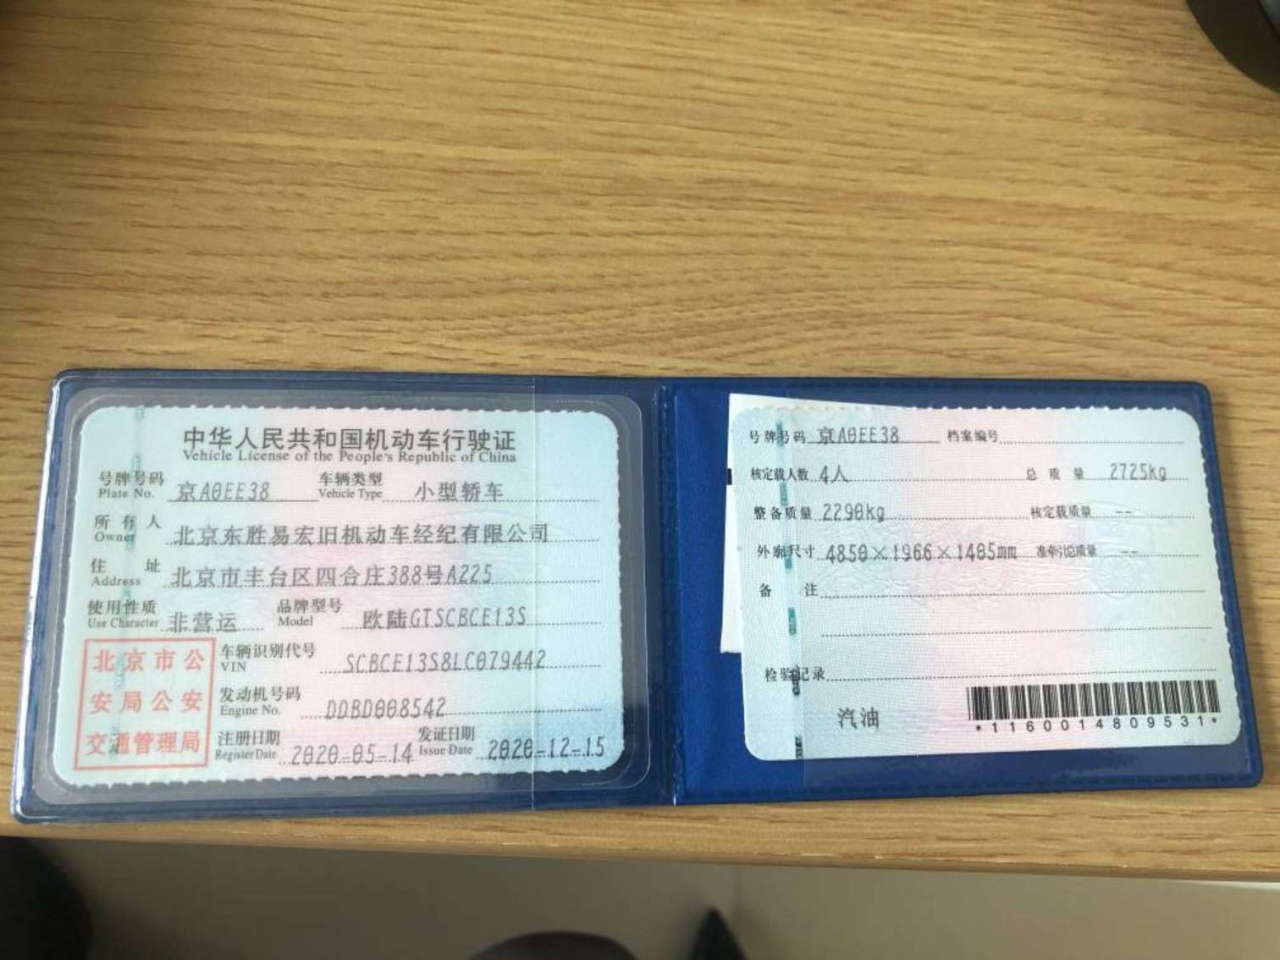 中华人民共和国机动车行驶证
Vehicle License of the People's Republic of China
号牌号码 京A0EE38 车辆类型 小型轿车
Plate No. Vehicle Type
所有人 北京东胜易宏旧机动车经纪有限公司
Owner
住址 北京市丰台区四合庄388号A225
Address
使用性质 非营运 品牌型号 欧陆GTSCBCE13S
Use Character Model
北京市公
安局公安
交通管理局
车辆识别代号 SCBCE13S8LC079442
VIN
发动机号码 DDBD008542
Engine No.
注册日期 2020-05-14 发证日期 2020-12-15
Register Date Issue Date
号牌号码 京A0EE38 档案编号
核定载人数 4人 总质量 2725kg
整备质量 2290kg 核定载质量 --
外廓尺寸 4850×1966×1405mm 准牵引总质量 --
备注
检验记录
汽油
*1160014809531*